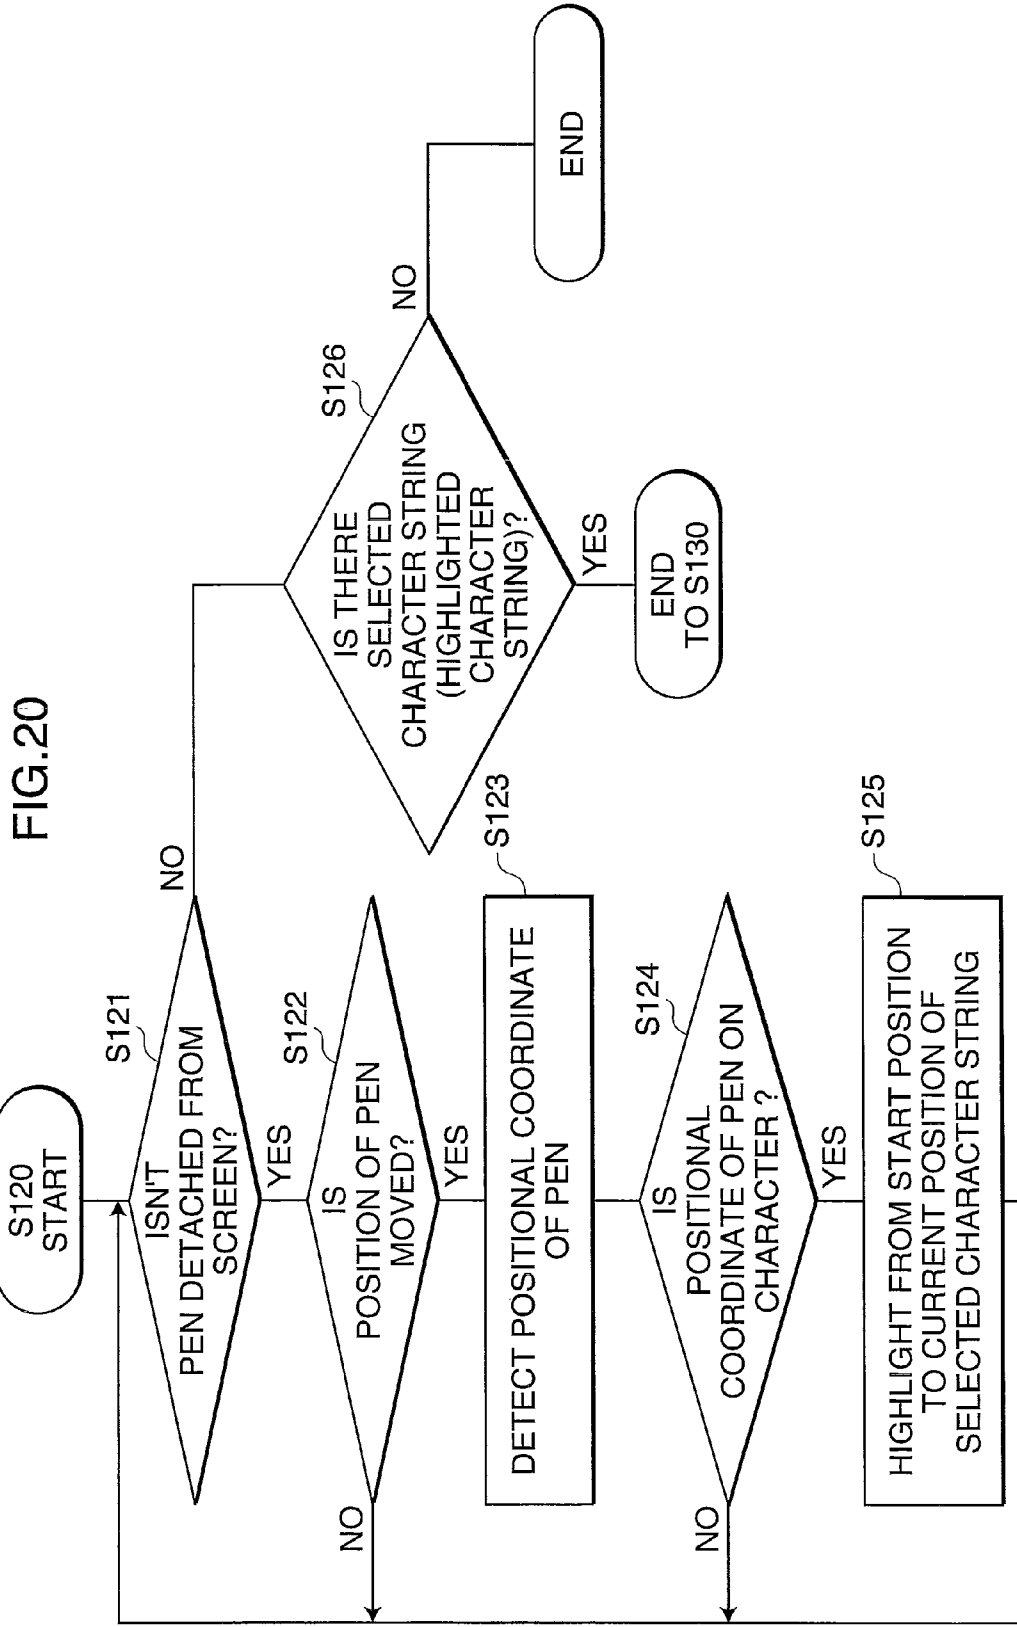 FIG.20
S120
START
S121
ISN'T
PEN DETACHED FROM
SCREEN?
NO
YES
S122
IS
POSITION OF PEN
MOVED?
NO
YES
S123
DETECT POSITIONAL COORDINATE
OF PEN
S124
IS
POSITIONAL
COORDINATE OF PEN ON
CHARACTER ?
NO
YES
S125
HIGHLIGHT FROM START POSITION
TO CURRENT POSITION OF
SELECTED CHARACTER STRING
S126
IS THERE
SELECTED
CHARACTER STRING
(HIGHLIGHTED
CHARACTER
STRING)?
NO
YES
END
TO S130
END